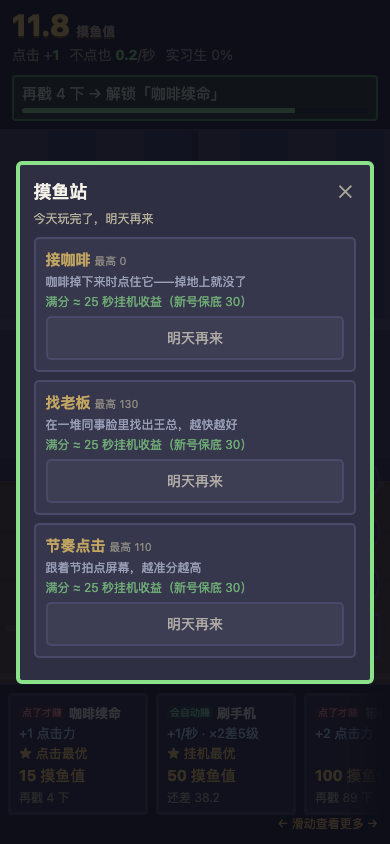 11.8 摸鱼值
点击 +1 不点也 0.2/秒 实习生 0%
再戳 4 下 → 解锁「咖啡续命」
摸鱼站
今天玩完了，明天再来
接咖啡 最高 0
咖啡掉下来时点住它——掉地上就没了
满分 ≈ 25 秒挂机收益（新号保底 30）
明天再来
找老板 最高 130
在一堆同事脸里找出王总，越快越好
满分 ≈ 25 秒挂机收益（新号保底 30）
明天再来
节奏点击 最高 110
跟着节拍点屏幕，越准分越高
满分 ≈ 25 秒挂机收益（新号保底 30）
明天再来
点了才赚 咖啡续命
+1 点击力
★ 点击最优
15 摸鱼值
再戳 4 下
会自动赚 刷手机
+1/秒 · ×2差5级
★ 挂机最优
50 摸鱼值
还差 38.2
点了才赚
+2 点击力
100 摸鱼
再戳 89 下
← 滑动查看更多 →